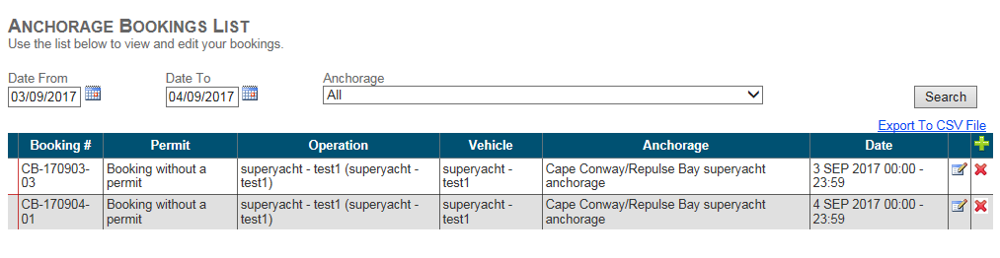 ANCHORAGE BOOKINGS LIST
Use the list below to view and edit your bookings.
Date From Date To Anchorage
03/09/2017 04/09/2017 All Search
Export To CSV File
Booking # Permit Operation Vehicle Anchorage Date
CB-170903- Booking without a superyacht - test1 (superyacht - superyacht - Cape Conway/Repulse Bay superyacht 3 SEP 2017 00:00 -
03 permit test1) test1 anchorage 23:59
CB-170904- Booking without a superyacht - test1 (superyacht - superyacht - Cape Conway/Repulse Bay superyacht 4 SEP 2017 00:00 -
01 permit test1) test1 anchorage 23:59